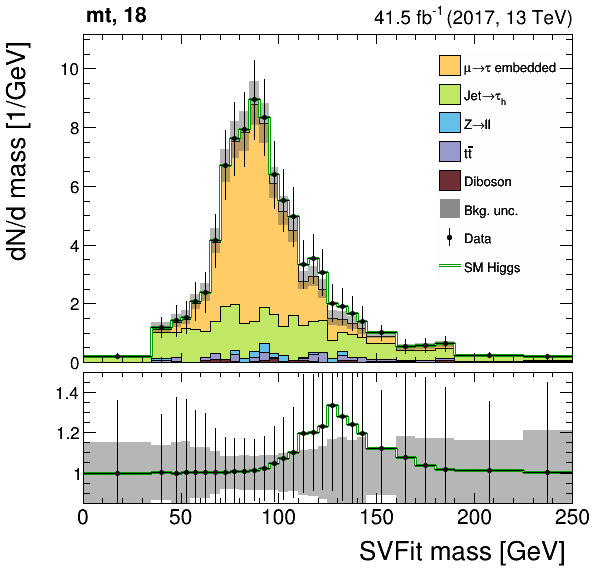 mt, 18
41.5 fb⁻¹ (2017, 13 TeV)
dN/d mass [1/GeV]
10
8
6
4
2
0
μ→τ embedded
Jet→τₕ
Z→ll
tt̄
Diboson
Bkg. unc.
Data
SM Higgs
1.4
1.2
1
0 50 100 150 200 250
SVFit mass [GeV]